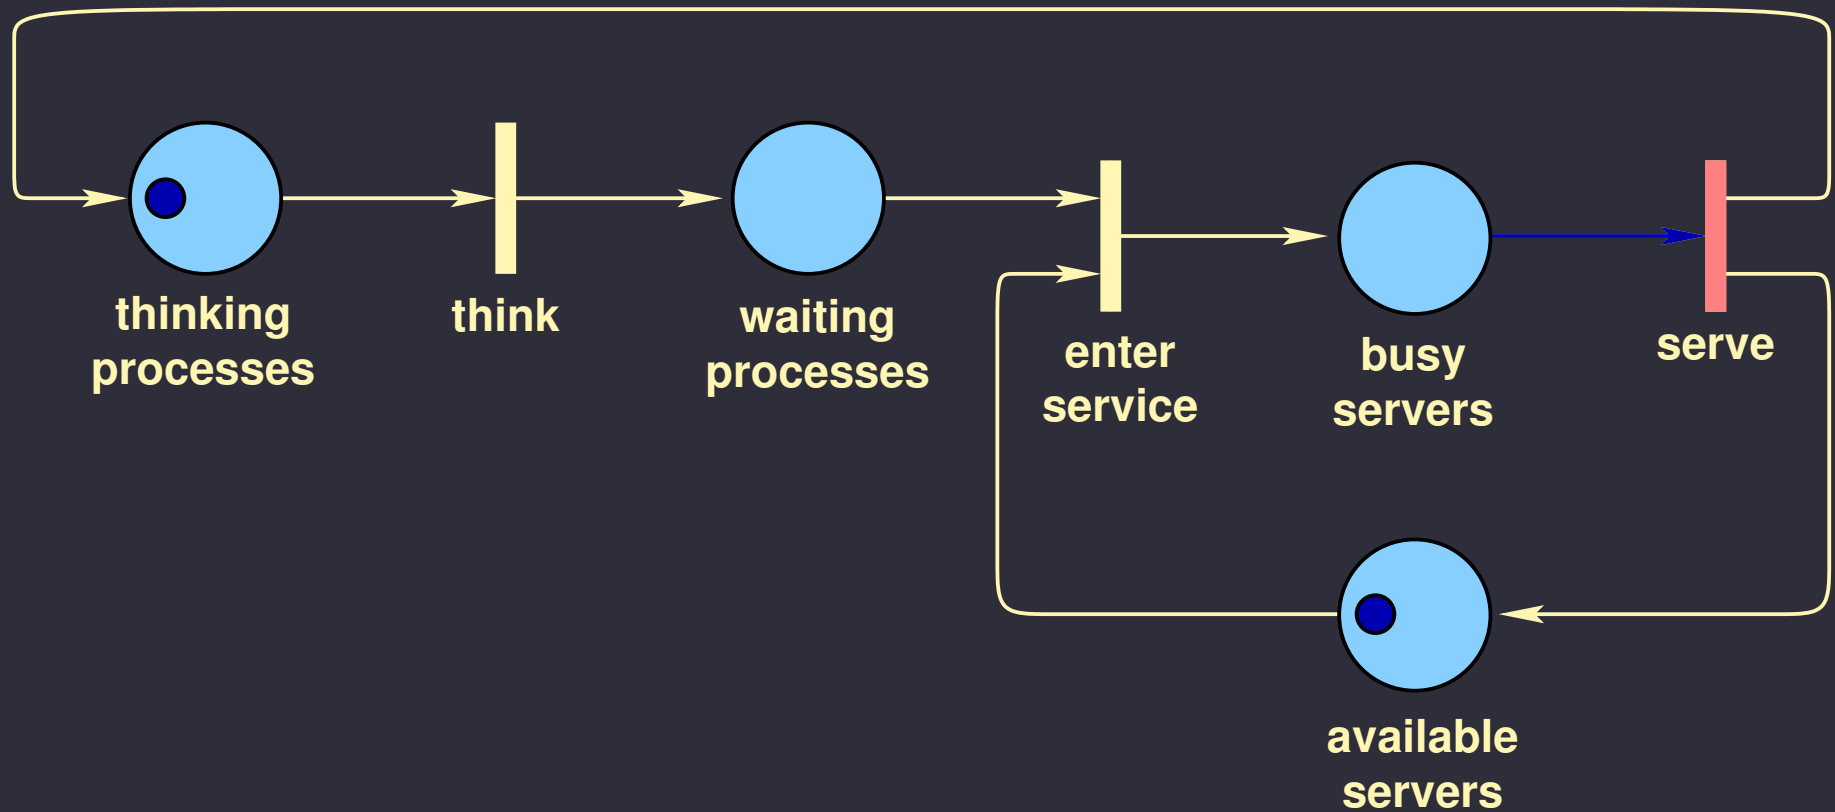 thinking
processes
think
waiting
processes
enter
service
busy
servers
serve
available
servers